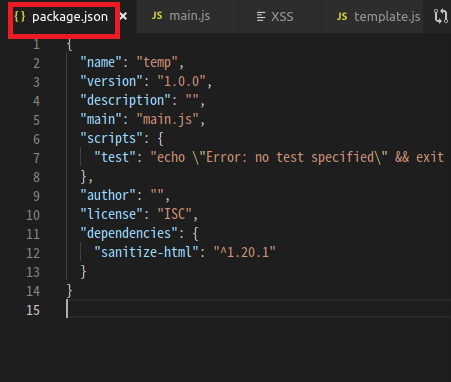 {} package.json × JS main.js XSS JS template.js
1 {
2 "name": "temp",
3 "version": "1.0.0",
4 "description": "",
5 "main": "main.js",
6 "scripts": {
7 "test": "echo \"Error: no test specified\" && exit
8 },
9 "author": "",
10 "license": "ISC",
11 "dependencies": {
12 "sanitize-html": "^1.20.1"
13 }
14 }
15